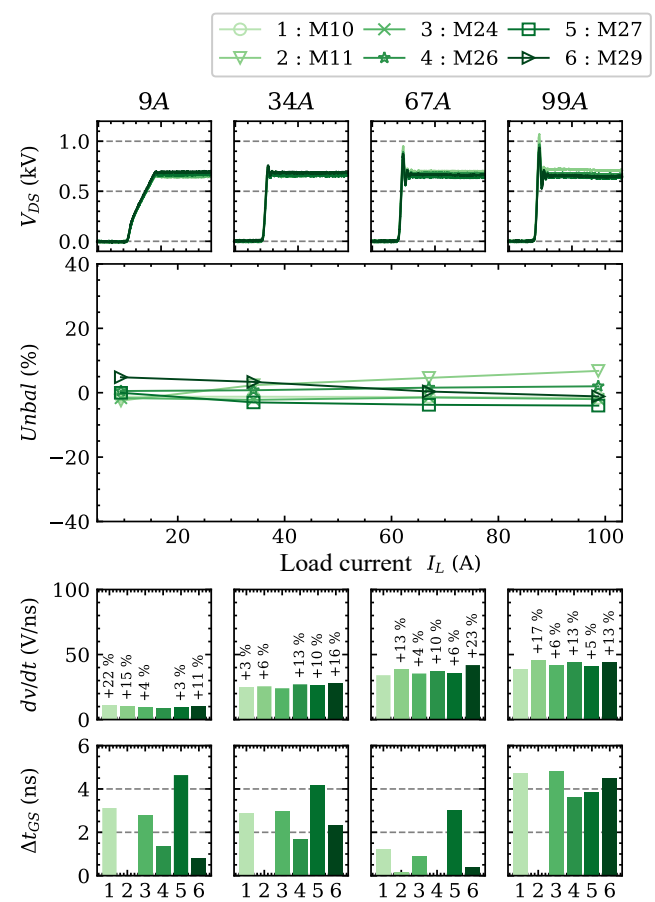 1 : M10 3 : M24 5 : M27
2 : M11 4 : M26 6 : M29
9A 34A 67A 99A
V_DS (kV)
1.0
0.5
0.0
Unbal (%)
40
20
0
−20
−40
20 40 60 80 100
Load current I_L (A)
dv/dt (V/ns)
100
50
0
+22 % +15 % +4 % +3 % +11 %
+3 % +6 % +13 % +10 % +16 %
+13 % +4 % +10 % +6 % +23 %
+17 % +6 % +13 % +5 % +13 %
Δt_GS (ns)
6
4
2
0
1 2 3 4 5 6 1 2 3 4 5 6 1 2 3 4 5 6 1 2 3 4 5 6